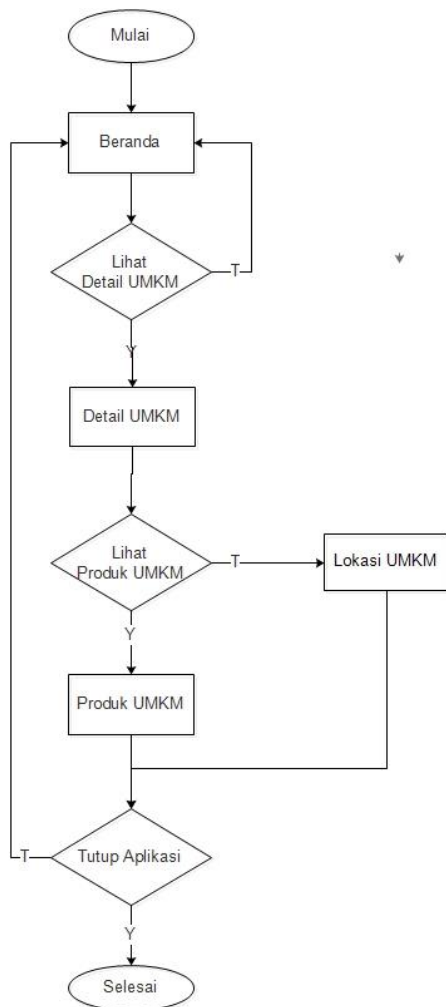 Mulai
Beranda
Lihat
Detail UMKM
T
Y
Detail UMKM
Lihat
Produk UMKM
T
Lokasi UMKM
Y
Produk UMKM
Tutup Aplikasi
T
Y
Selesai